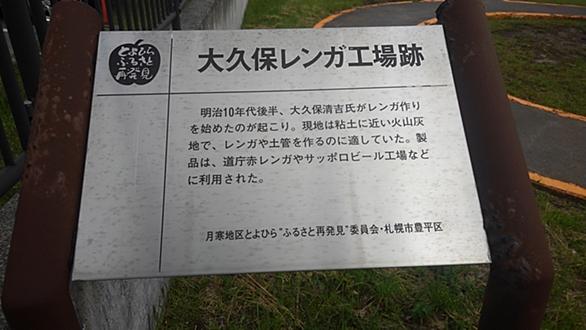 とよひら
ふるさと
再発見
大久保レンガ工場跡
明治10年代後半、大久保清吉氏がレンガ作り
を始めたのが起こり。現地は粘土に近い火山灰
地で、レンガや土管を作るのに適していた。製
品は、道庁赤レンガやサッポロビール工場など
に利用された。
月寒地区とよひら“ふるさと再発見”委員会・札幌市豊平区